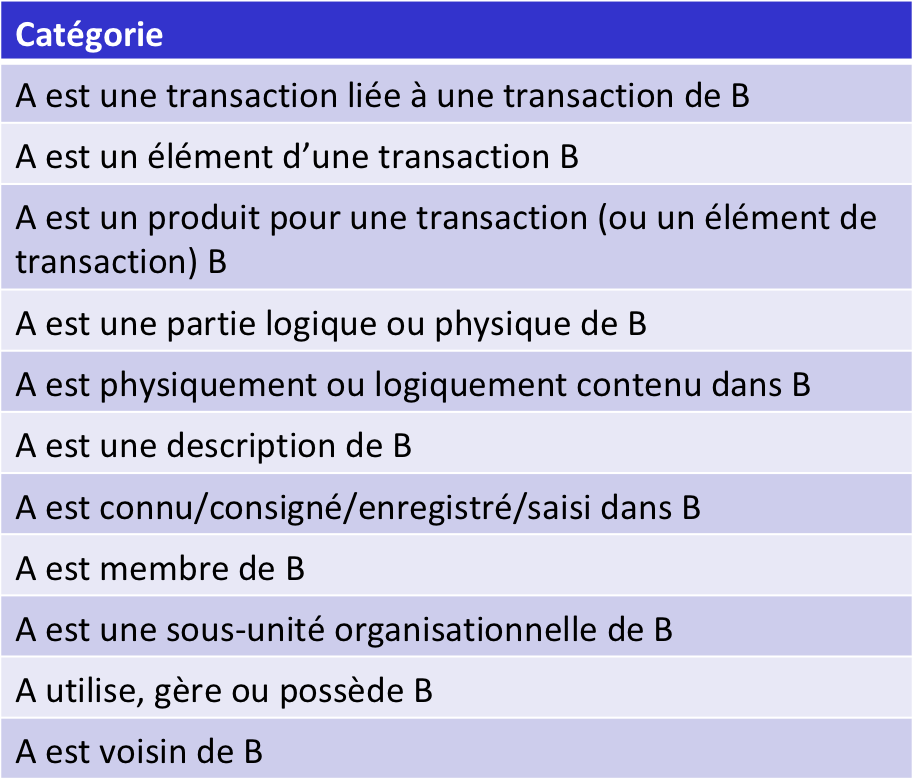 Catégorie
A est une transaction liée à une transaction de B
A est un élément d’une transaction B
A est un produit pour une transaction (ou un élément de
transaction) B
A est une partie logique ou physique de B
A est physiquement ou logiquement contenu dans B
A est une description de B
A est connu/consigné/enregistré/saisi dans B
A est membre de B
A est une sous-unité organisationnelle de B
A utilise, gère ou possède B
A est voisin de B